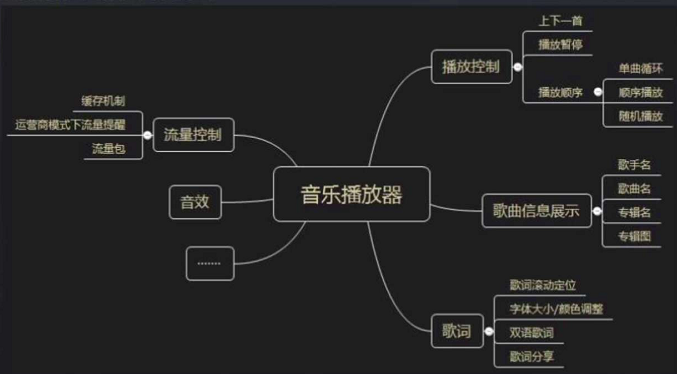 音乐播放器
播放控制
上下一首
播放暂停
播放顺序
单曲循环
顺序播放
随机播放
歌曲信息展示
歌手名
歌曲名
专辑名
专辑图
歌词
歌词滚动定位
字体大小/颜色调整
双语歌词
歌词分享
流量控制
缓存机制
运营商模式下流量提醒
流量包
音效
.......